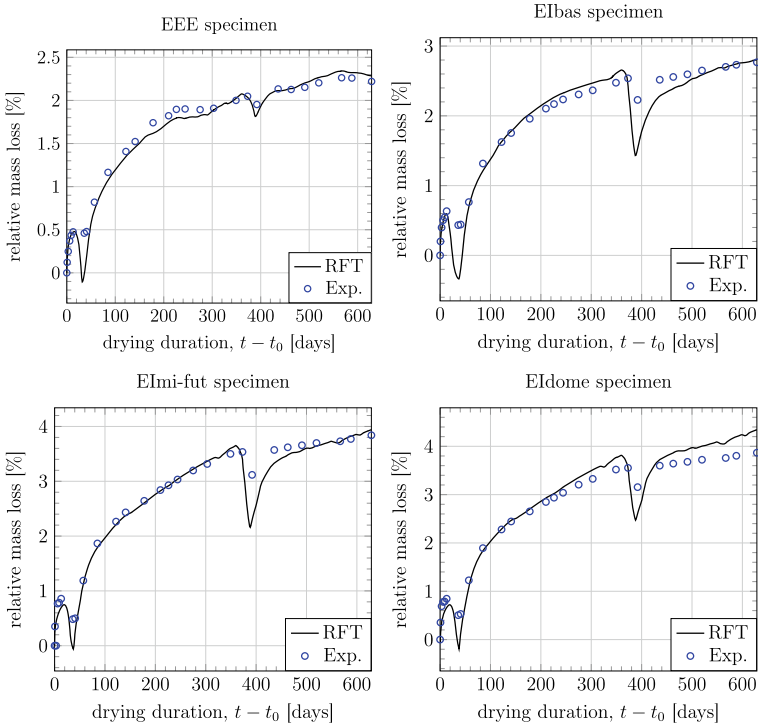 EEE specimen
2.5
2
1.5
1
0.5
0
relative mass loss [%]
RFT
Exp.
0 100 200 300 400 500 600
drying duration, t − t₀ [days]
EIbas specimen
3
2
1
0
relative mass loss [%]
RFT
Exp.
0 100 200 300 400 500 600
drying duration, t − t₀ [days]
EImi-fut specimen
4
3
2
1
0
relative mass loss [%]
RFT
Exp.
0 100 200 300 400 500 600
drying duration, t − t₀ [days]
EIdome specimen
4
3
2
1
0
relative mass loss [%]
RFT
Exp.
0 100 200 300 400 500 600
drying duration, t − t₀ [days]